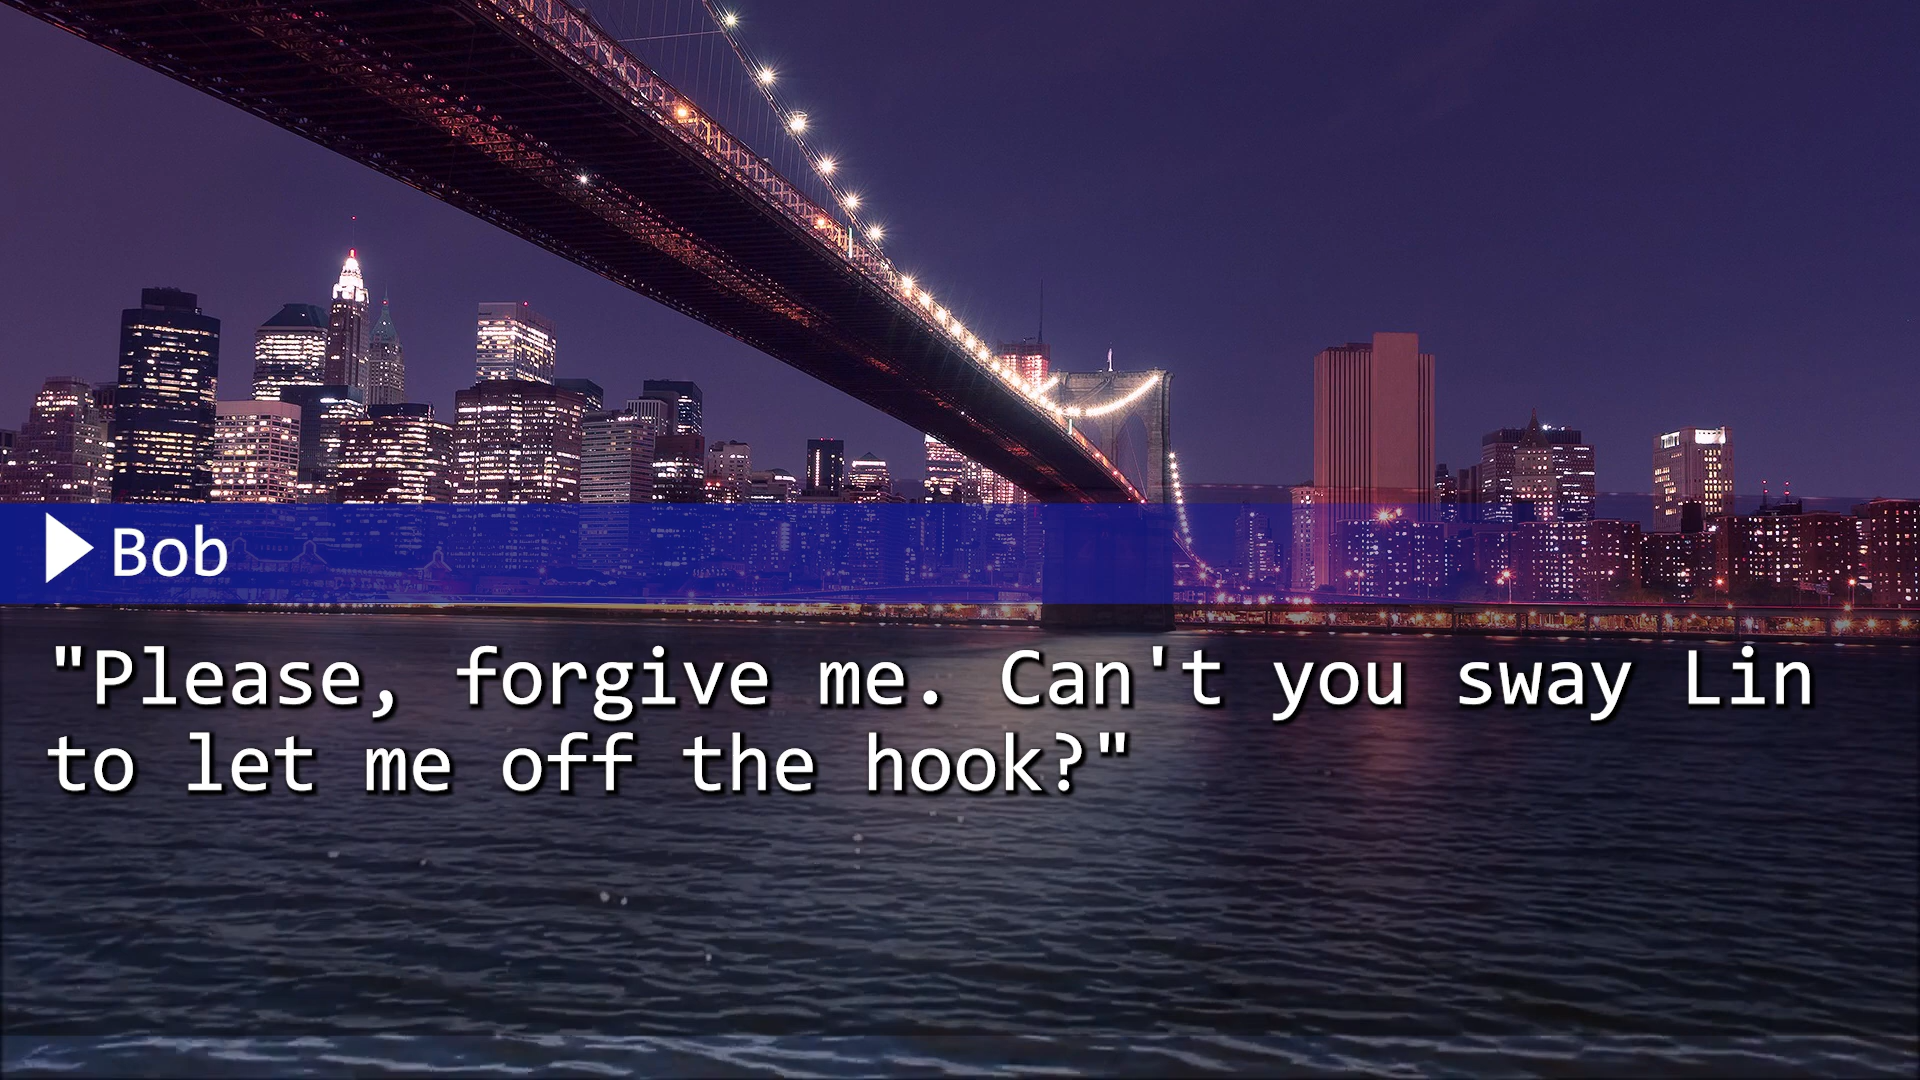 Bob
"Please, forgive me. Can't you sway Lin
to let me off the hook?"